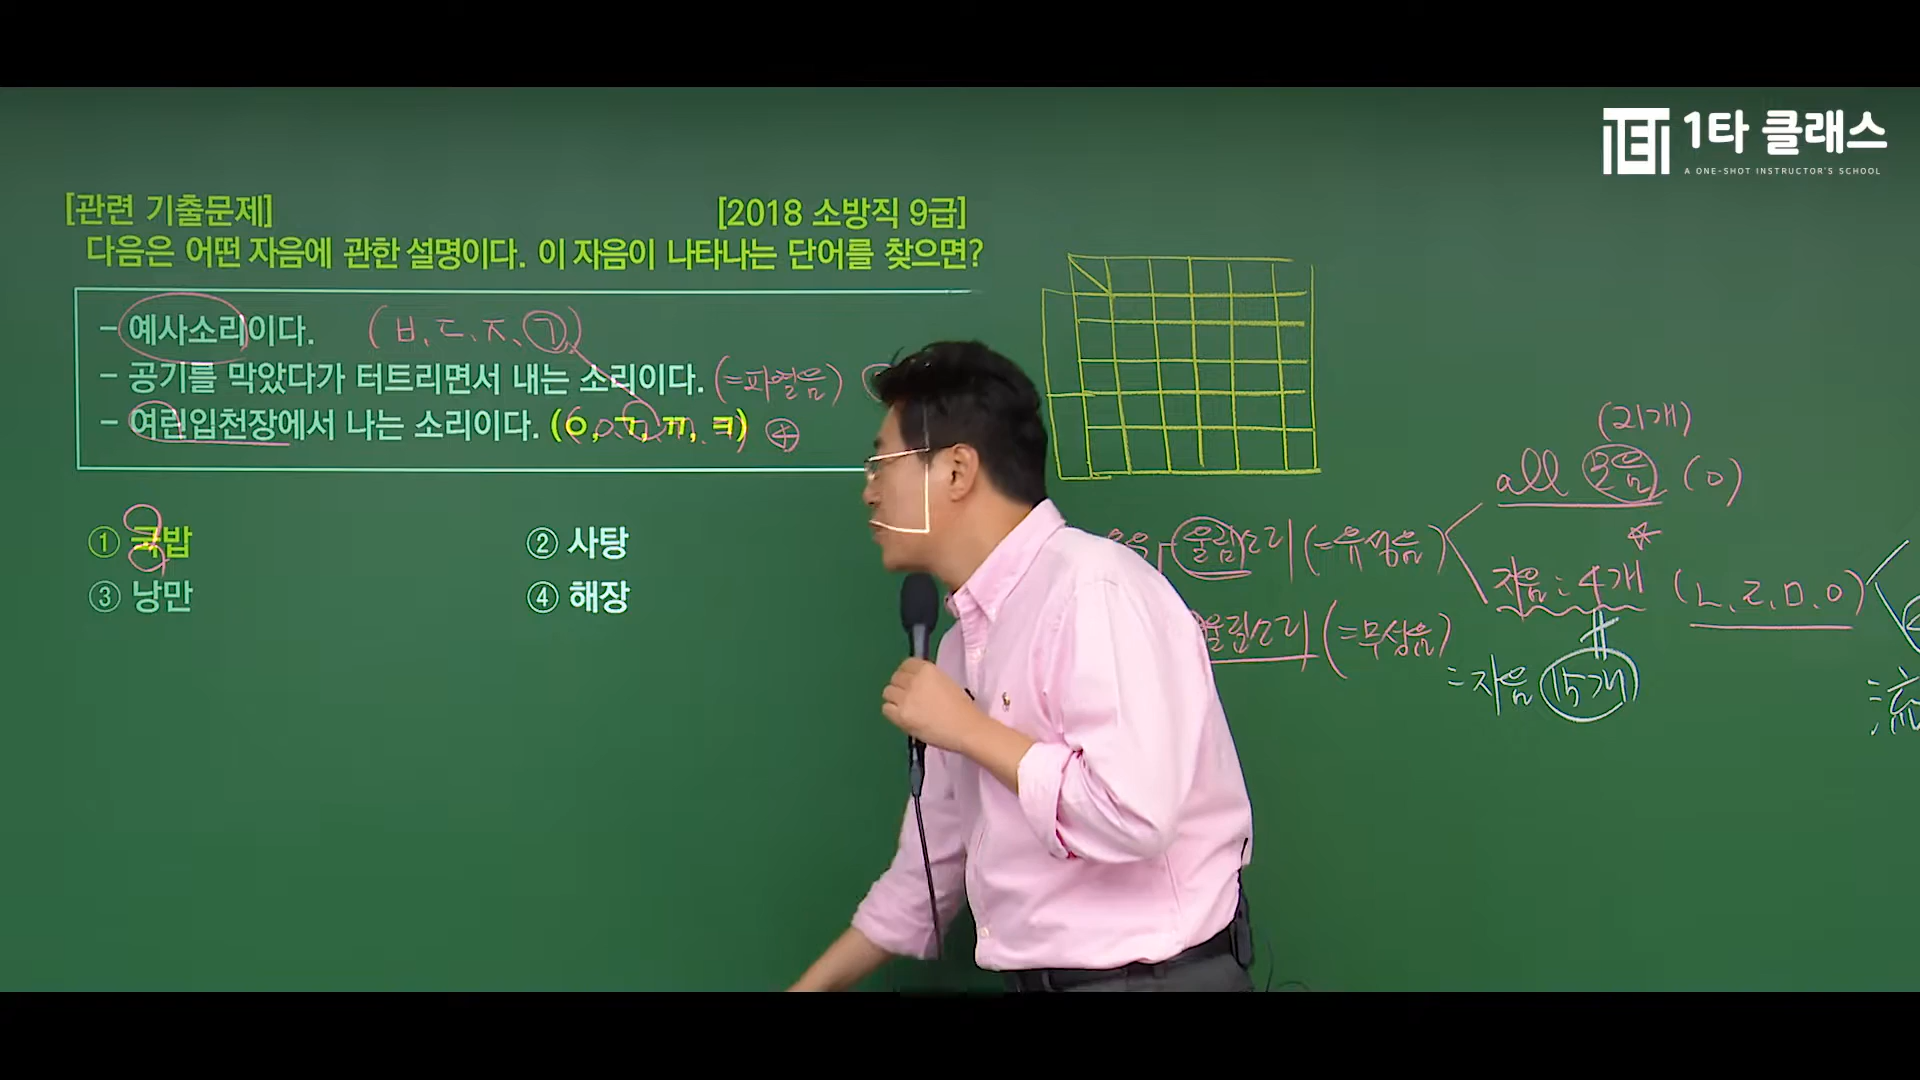 1타 클래스
A ONE-SHOT INSTRUCTOR'S SCHOOL
[관련 기출문제] [2018 소방직 9급]
다음은 어떤 자음에 관한 설명이다. 이 자음이 나타나는 단어를 찾으면?
- 예사소리이다. (ㅂ, ㄷ, ㅈ, ㄱ)
- 공기를 막았다가 터트리면서 내는 소리이다. (=파열음)
- 여린입천장에서 나는 소리이다. (ㅇ, ㄱ, ㄲ, ㅋ) ④
① 국밥 ② 사탕
③ 낭만 ④ 해장
(21개)
all 모음 (0)
울림소리 (=유성음)
자음=4개 (ㄴ, ㄹ, ㅁ, ㅇ)
울림소리 (=무성음)
=자음 15개